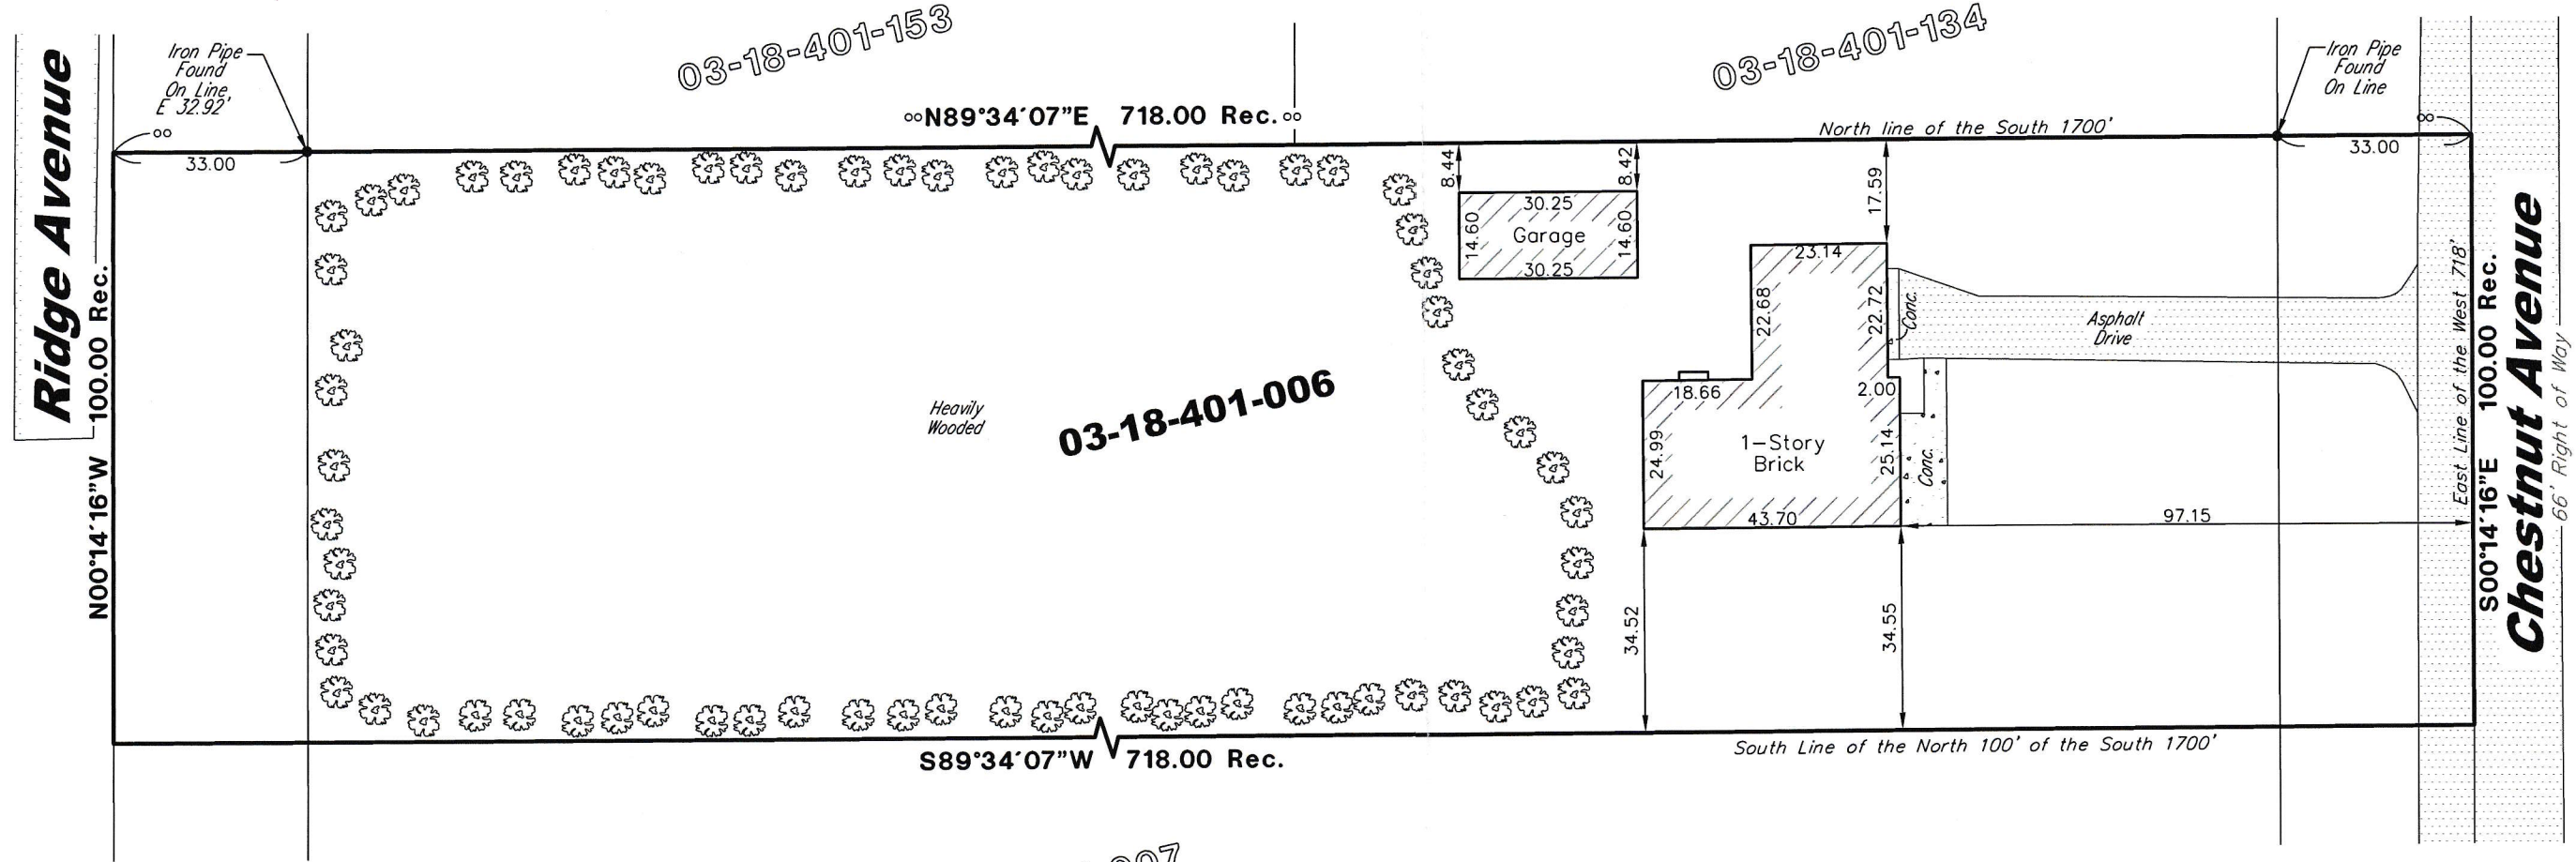 Ridge Avenue
Iron Pipe
Found
On Line,
E 32.92'
33.00
03-18-401-153
∞N89°34'07"E 718.00 Rec.∞
03-18-401-134
North line of the South 1700'
Iron Pipe
Found
On Line
33.00
N00°14'16"W 100.00 Rec.
8.44
8.42
30.25
14.60
Garage
14.60
30.25
17.59
23.14
22.68
22.72
Conc.
Asphalt
Drive
Heavily
Wooded
03-18-401-006
18.66
2.00
24.99
1-Story
Brick
25.14
Conc.
43.70
97.15
34.52
34.55
East Line of the West 718'
S00°14'16"E 100.00 Rec.
Chestnut Avenue
66' Right of Way
S89°34'07"W 718.00 Rec.
South Line of the North 100' of the South 1700'